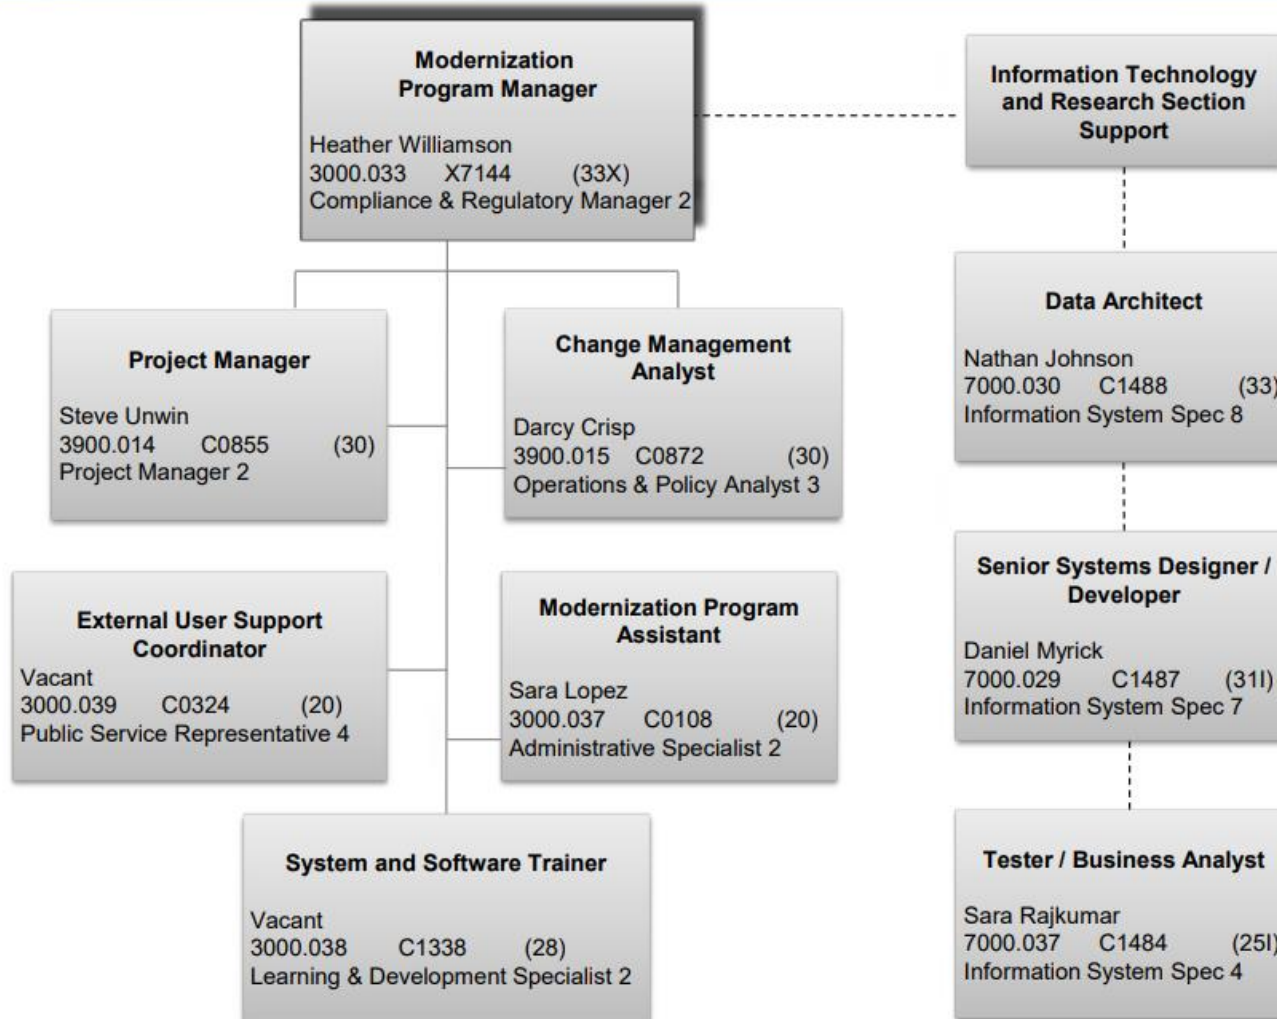 Modernization
Program Manager
Heather Williamson
3000.033 X7144 (33X)
Compliance & Regulatory Manager 2
Information Technology
and Research Section
Support
Project Manager
Steve Unwin
3900.014 C0855 (30)
Project Manager 2
Change Management
Analyst
Darcy Crisp
3900.015 C0872 (30)
Operations & Policy Analyst 3
Data Architect
Nathan Johnson
7000.030 C1488 (33)
Information System Spec 8
External User Support
Coordinator
Vacant
3000.039 C0324 (20)
Public Service Representative 4
Modernization Program
Assistant
Sara Lopez
3000.037 C0108 (20)
Administrative Specialist 2
Senior Systems Designer /
Developer
Daniel Myrick
7000.029 C1487 (31I)
Information System Spec 7
System and Software Trainer
Vacant
3000.038 C1338 (28)
Learning & Development Specialist 2
Tester / Business Analyst
Sara Rajkumar
7000.037 C1484 (25I)
Information System Spec 4